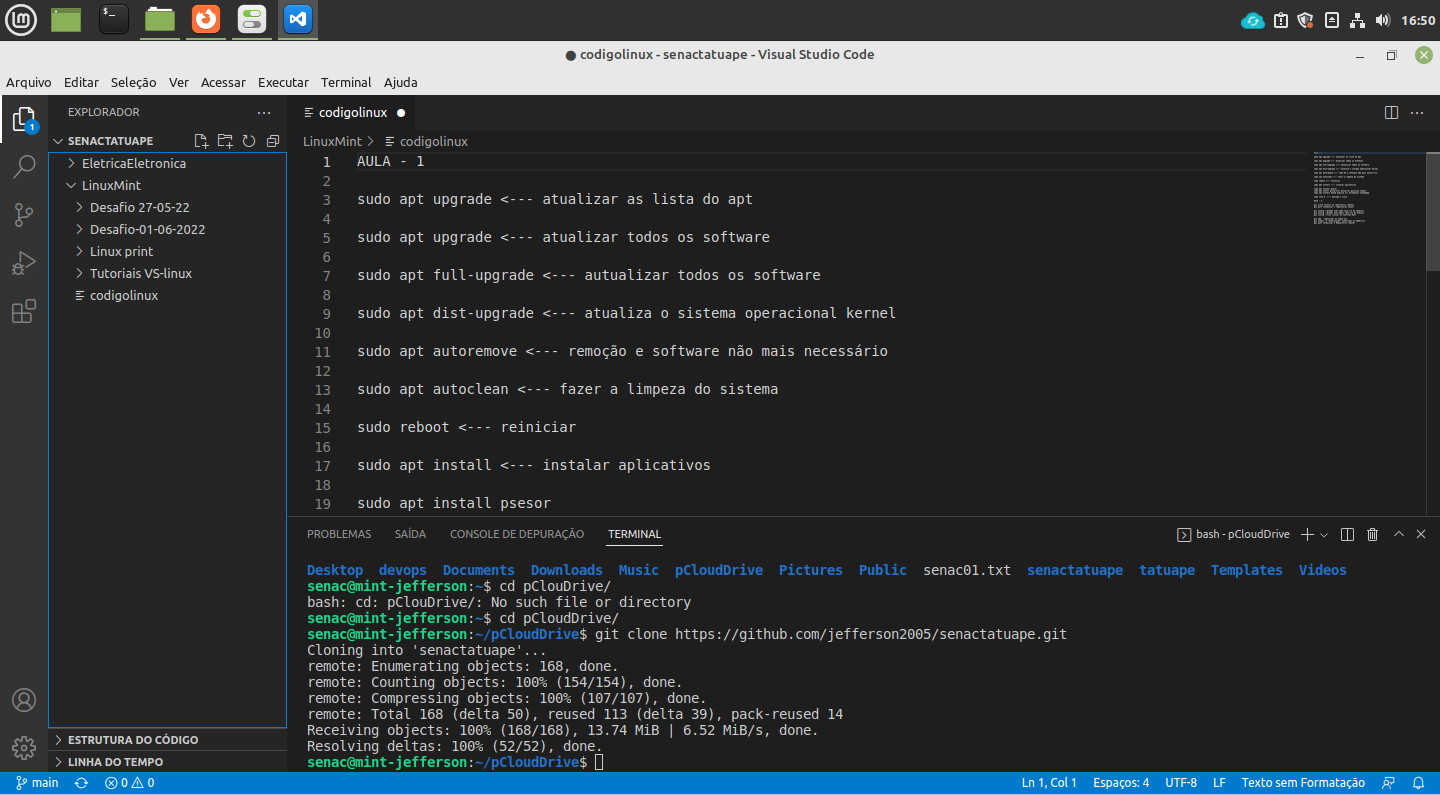 16:50
codigolinux - senactatuape - Visual Studio Code
Arquivo Editar Seleção Ver Acessar Executar Terminal Ajuda
EXPLORADOR
SENACTATUAPE
EletricaEletronica
LinuxMint
Desafio 27-05-22
Desafio-01-06-2022
Linux print
Tutoriais VS-linux
codigolinux
ESTRUTURA DO CÓDIGO
LINHA DO TEMPO
codigolinux
LinuxMint > codigolinux
1 AULA - 1
2
3 sudo apt upgrade <--- atualizar as lista do apt
4
5 sudo apt upgrade <--- atualizar todos os software
6
7 sudo apt full-upgrade <--- autualizar todos os software
8
9 sudo apt dist-upgrade <--- atualiza o sistema operacional kernel
10
11 sudo apt autoremove <--- remoção e software não mais necessário
12
13 sudo apt autoclean <--- fazer a limpeza do sistema
14
15 sudo reboot <--- reiniciar
16
17 sudo apt install <--- instalar aplicativos
18
19 sudo apt install psesor
PROBLEMAS SAÍDA CONSOLE DE DEPURAÇÃO TERMINAL bash - pCloudDrive
Desktop devops Documents Downloads Music pCloudDrive Pictures Public senac01.txt senactatuape tatuape Templates Videos
senac@mint-jefferson:~$ cd pClouDrive/
bash: cd: pClouDrive/: No such file or directory
senac@mint-jefferson:~$ cd pCloudDrive/
senac@mint-jefferson:~/pCloudDrive$ git clone https://github.com/jefferson2005/senactatuape.git
Cloning into 'senactatuape'...
remote: Enumerating objects: 168, done.
remote: Counting objects: 100% (154/154), done.
remote: Compressing objects: 100% (107/107), done.
remote: Total 168 (delta 50), reused 113 (delta 39), pack-reused 14
Receiving objects: 100% (168/168), 13.74 MiB | 6.52 MiB/s, done.
Resolving deltas: 100% (52/52), done.
senac@mint-jefferson:~/pCloudDrive$
main 0 0 Ln 1, Col 1 Espaços: 4 UTF-8 LF Texto sem Formatação